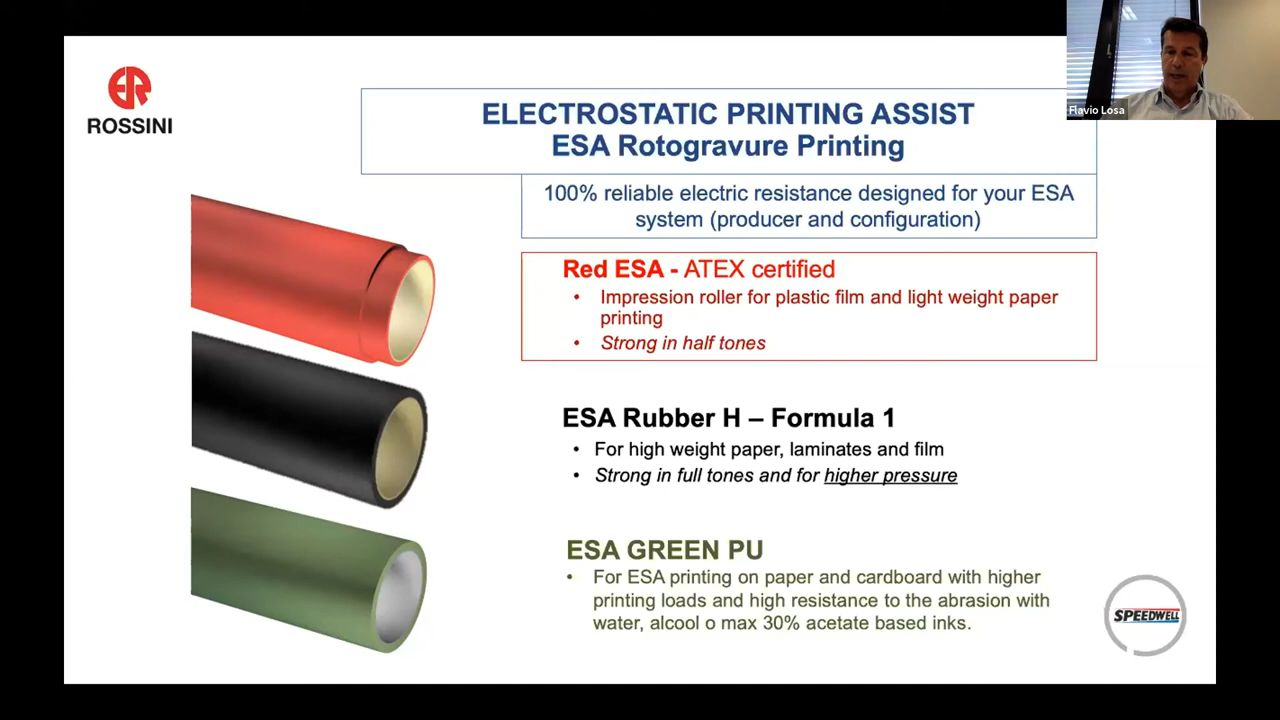 ROSSINI
ELECTROSTATIC PRINTING ASSIST
ESA Rotogravure Printing
Flavio Losa
100% reliable electric resistance designed for your ESA
system (producer and configuration)
Red ESA - ATEX certified
• Impression roller for plastic film and light weight paper
printing
• Strong in half tones
ESA Rubber H – Formula 1
• For high weight paper, laminates and film
• Strong in full tones and for higher pressure
ESA GREEN PU
• For ESA printing on paper and cardboard with higher
printing loads and high resistance to the abrasion with
water, alcool o max 30% acetate based inks.
SPEEDWELL